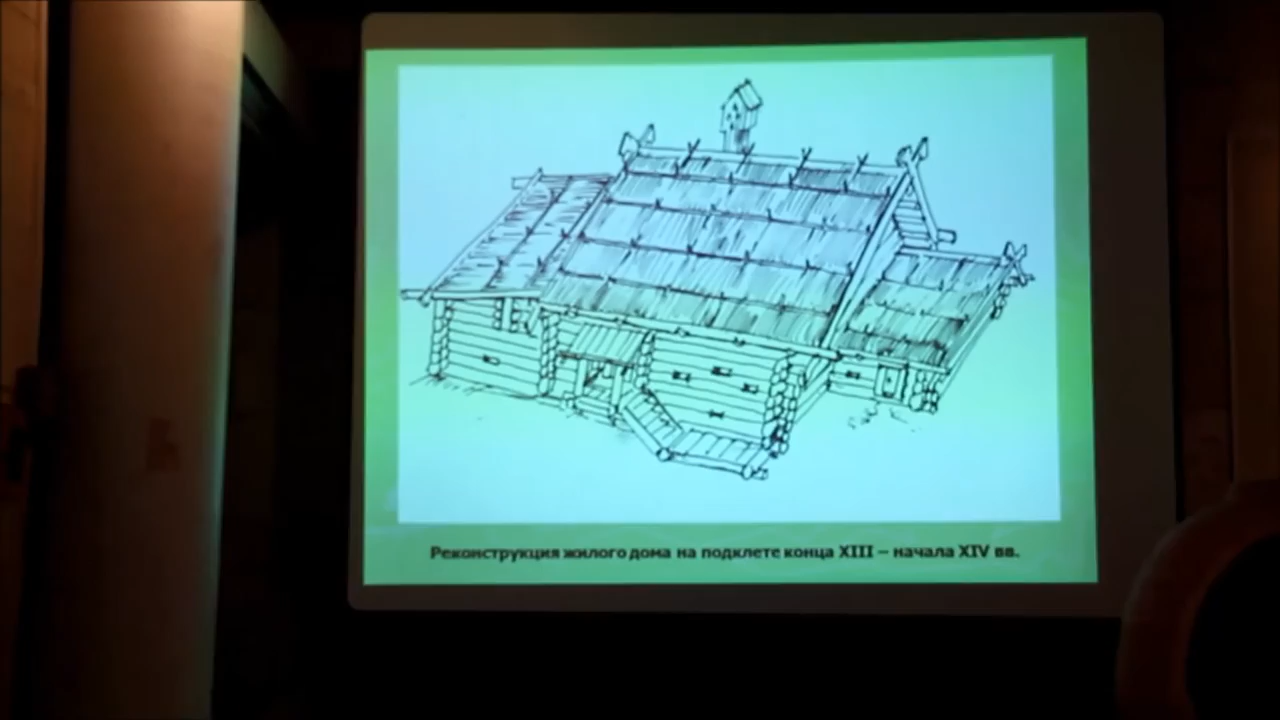 Реконструкция жилого дома на подклете конца XIII – начала XIV вв.